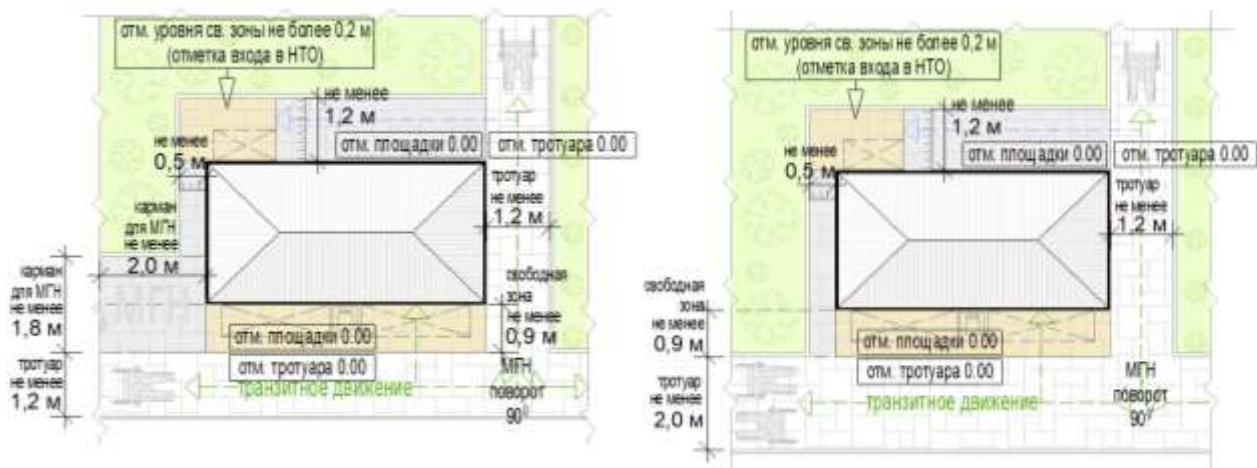 отм. уровня св. зоны не более 0,2 м
(отметка входа в НТО)
не менее
1,2 м
отм. площадки 0.00
отм. тротуара 0.00
не менее
0,5 м
карман
для МГН
не менее
2,0 м
тротуар
не менее
1,2 м
карман
для МГН
не менее
1,8 м
МГН
свободная
зона
не менее
0,9 м
отм. площадки 0.00
отм. тротуара 0.00
тротуар
не менее
1,2 м
транзитное движение
МГН
поворот
90⁰
отм. уровня св. зоны не более 0,2 м
(отметка входа в НТО)
не менее
1,2 м
отм. площадки 0.00
отм. тротуара 0.00
не менее
0,5 м
тротуар
не менее
1,2 м
свободная
зона
не менее
0,9 м
отм. площадки 0.00
отм. тротуара 0.00
тротуар
не менее
2,0 м
транзитное движение
МГН
поворот
90⁰